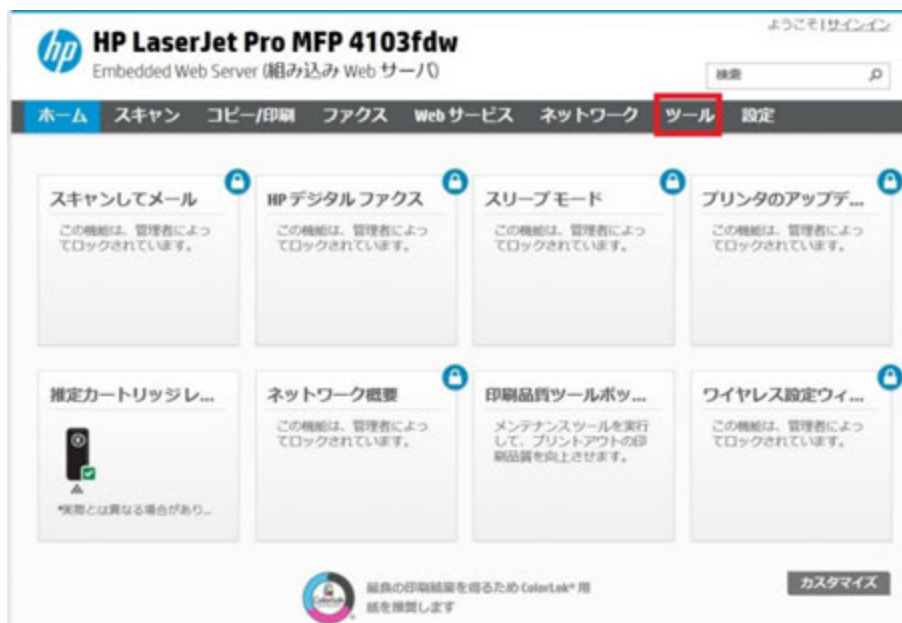 ようこそ|サインイン
hp
HP LaserJet Pro MFP 4103fdw
Embedded Web Server (組み込み Web サーバ)
検索
ホーム スキャン コピー/印刷 ファクス Web サービス ネットワーク ツール 設定
スキャンしてメール
この機能は、管理者によっ
てロックされています。
HP デジタル ファクス
この機能は、管理者によっ
てロックされています。
スリープ モード
この機能は、管理者によっ
てロックされています。
プリンタのアップデ...
この機能は、管理者によっ
てロックされています。
推定カートリッジ レ...
*実際とは異なる場合があり...
ネットワーク概要
この機能は、管理者によっ
てロックされています。
印刷品質ツールボッ...
メンテナンス ツールを実行
して、プリントアウトの印
刷品質を向上させます。
ワイヤレス設定ウィ...
この機能は、管理者によっ
てロックされています。
ColorLok
最良の印刷結果を得るため ColorLok® 用
紙を推奨します
カスタマイズ